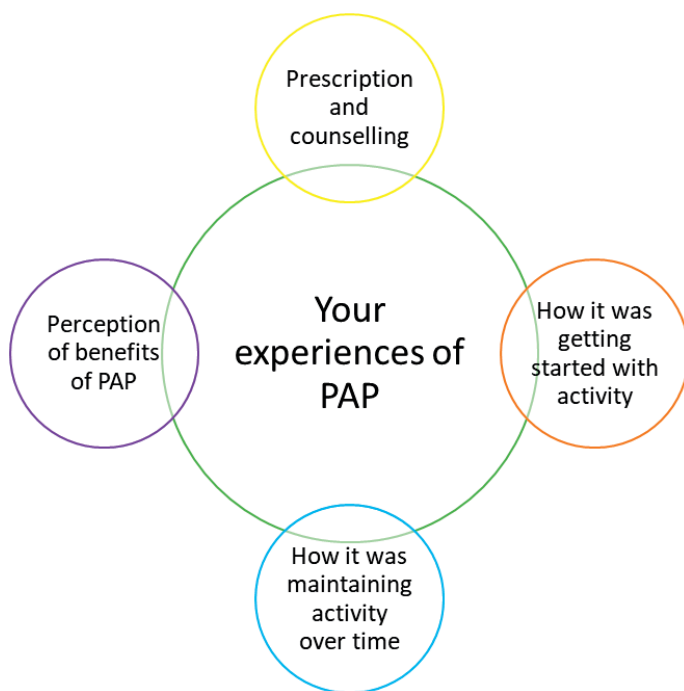 Prescription
and
counselling
Your
experiences of
PAP
Perception
of benefits
of PAP
How it was
getting
started with
activity
How it was
maintaining
activity
over time